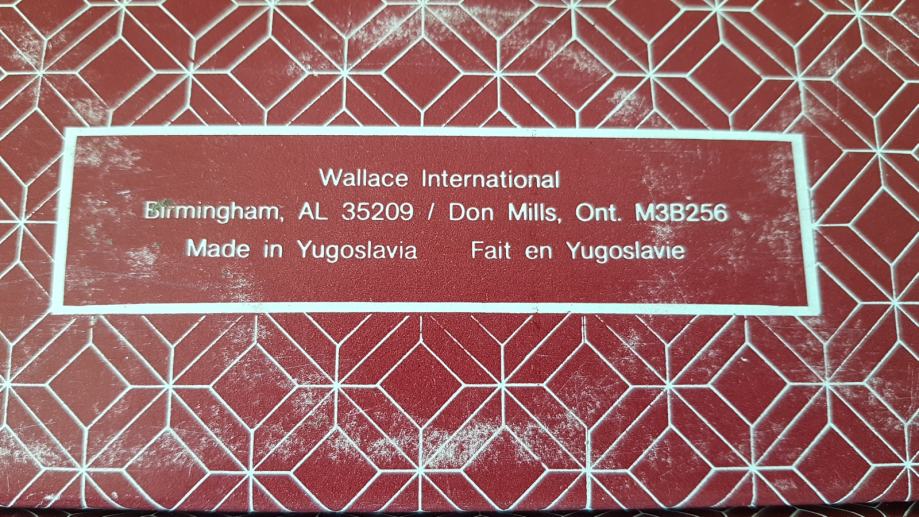 Wallace International
Birmingham, AL 35209 / Don Mills, Ont. M3B256
Made in Yugoslavia Fait en Yugoslavie